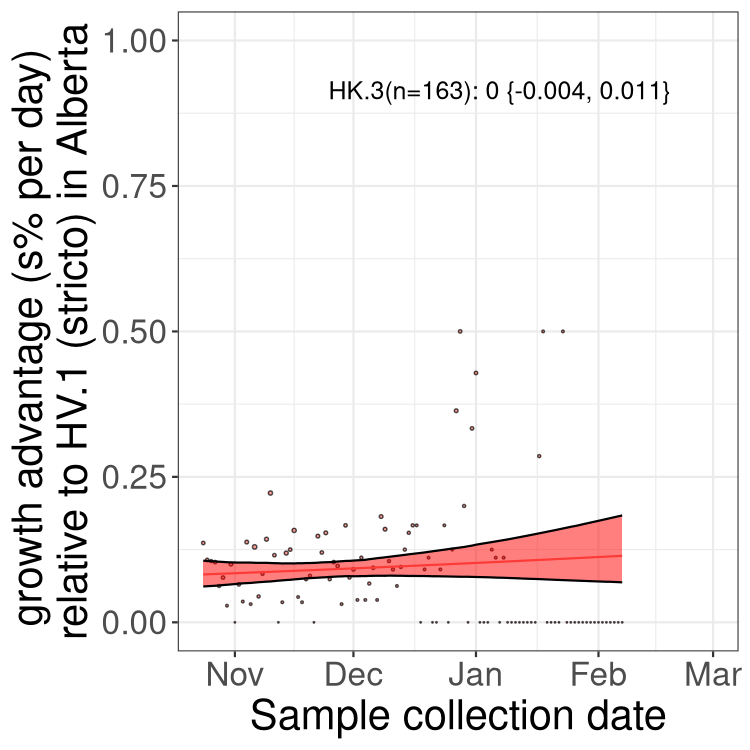 growth advantage (s% per day)
relative to HV.1 (stricto) in Alberta
1.00
HK.3(n=163): 0 {-0.004, 0.011}
0.75
0.50
0.25
0.00
Nov Dec Jan Feb Mar
Sample collection date